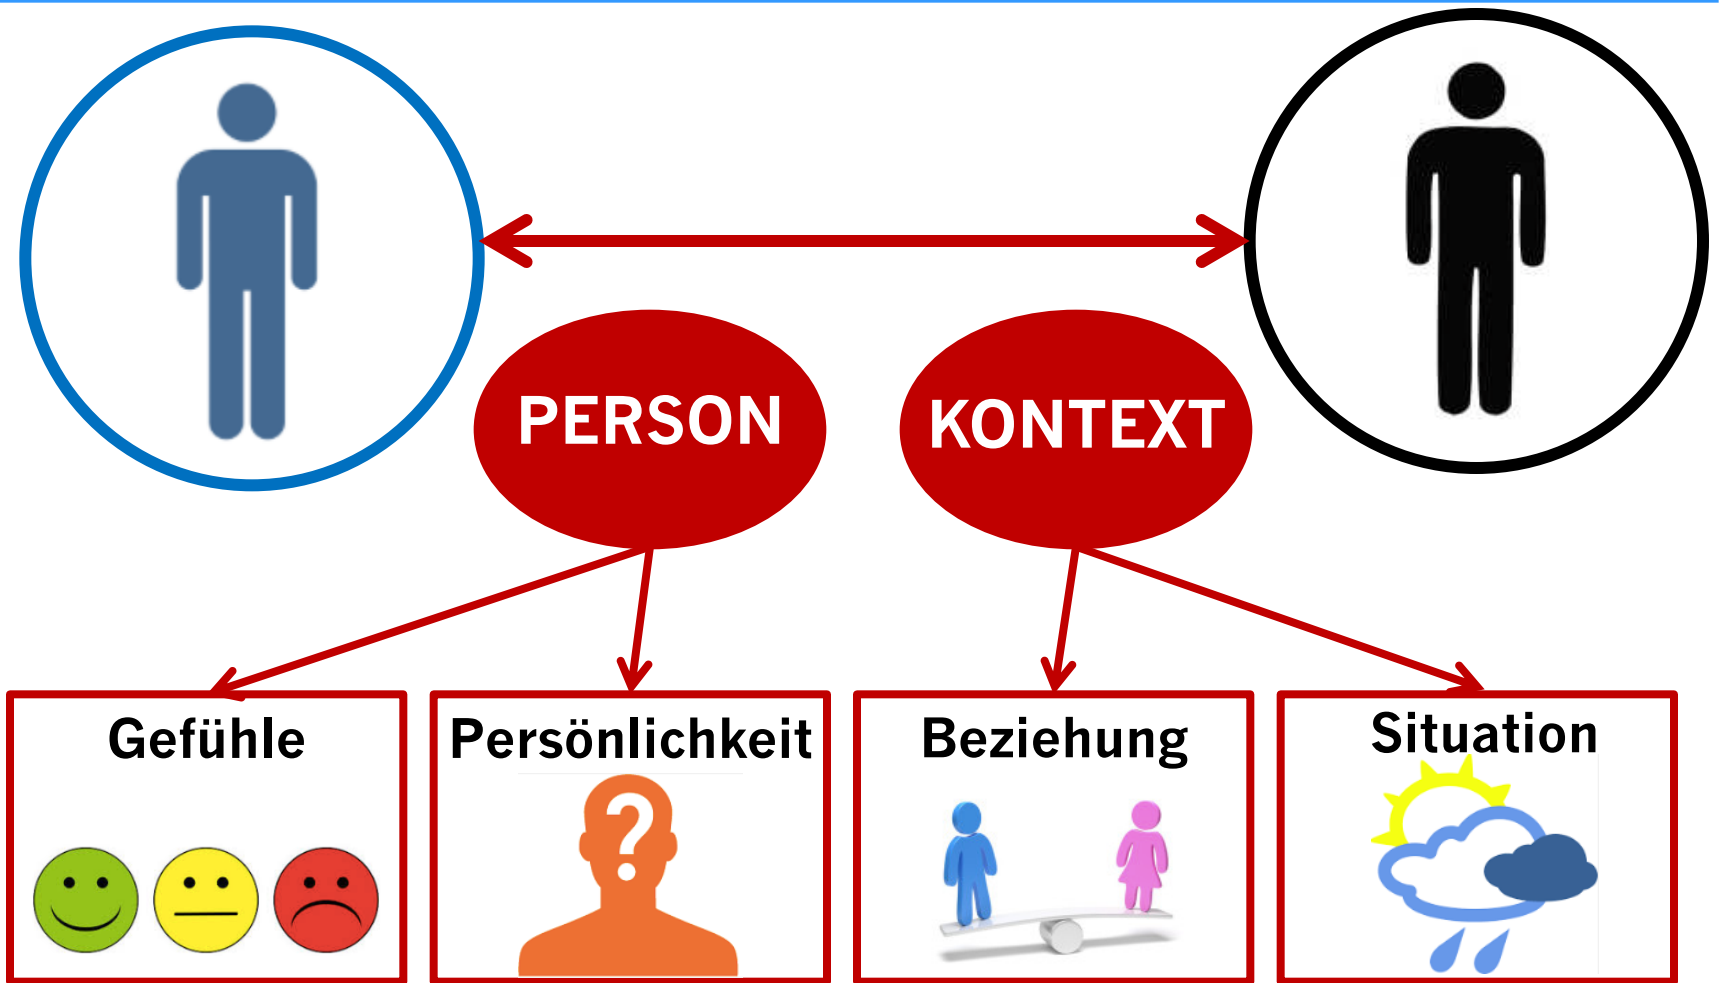 PERSON
KONTEXT
Gefühle
Persönlichkeit
Beziehung
Situation
?